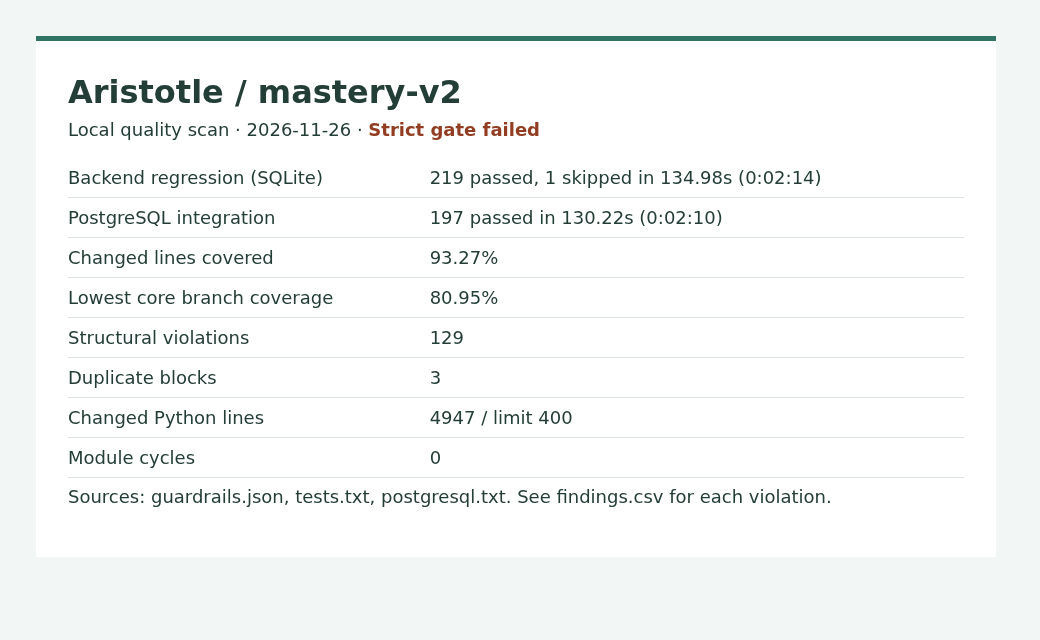 Aristotle / mastery-v2
Local quality scan · 2026-11-26 · Strict gate failed
Backend regression (SQLite) 219 passed, 1 skipped in 134.98s (0:02:14)
PostgreSQL integration 197 passed in 130.22s (0:02:10)
Changed lines covered 93.27%
Lowest core branch coverage 80.95%
Structural violations 129
Duplicate blocks 3
Changed Python lines 4947 / limit 400
Module cycles 0
Sources: guardrails.json, tests.txt, postgresql.txt. See findings.csv for each violation.